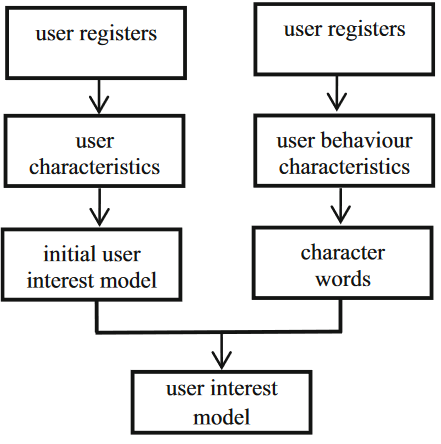 user registers
user registers
user
characteristics
user behaviour
characteristics
initial user
interest model
character
words
user interest
model